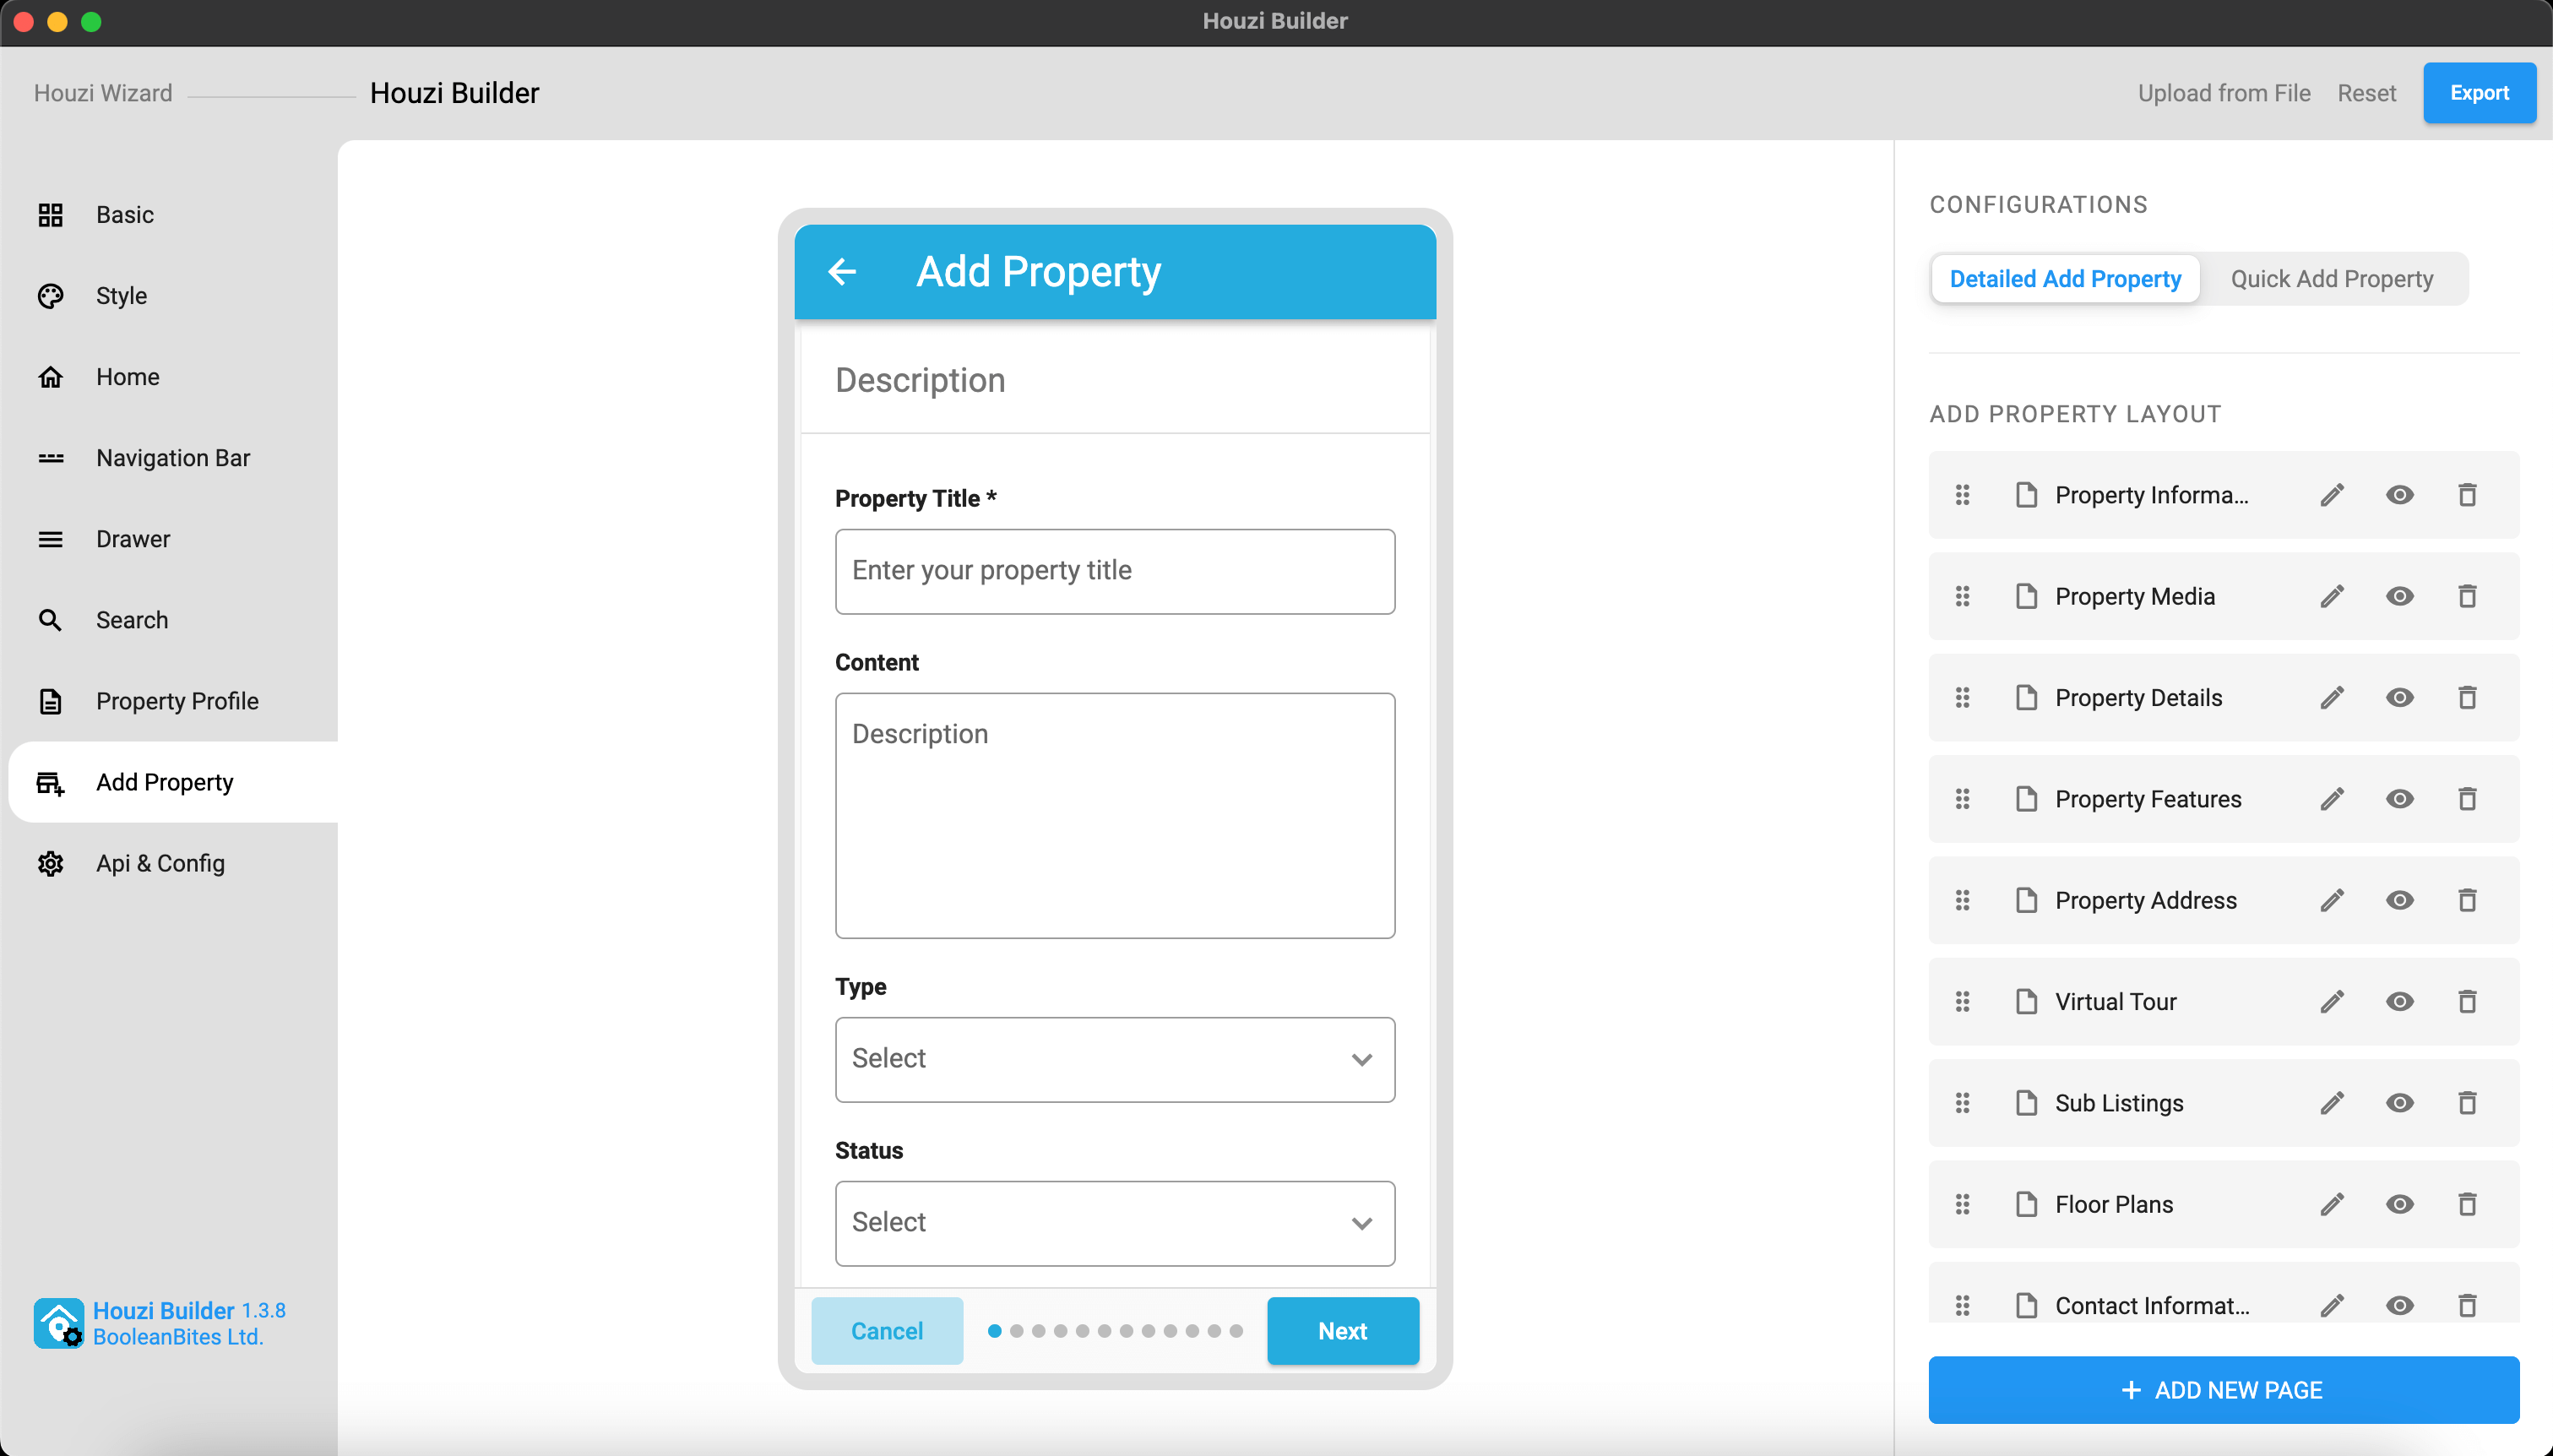 Houzi Builder
Houzi Wizard
Houzi Builder
Upload from File
Reset
Export
Basic
Style
Home
Navigation Bar
Drawer
Search
Property Profile
Add Property
Api & Config
Houzi Builder 1.3.8
BooleanBites Ltd.
Add Property
Description
Property Title *
Enter your property title
Content
Description
Type
Select
Status
Select
Cancel
Next
CONFIGURATIONS
Detailed Add Property
Quick Add Property
ADD PROPERTY LAYOUT
Property Informa...
Property Media
Property Details
Property Features
Property Address
Virtual Tour
Sub Listings
Floor Plans
Contact Informat...
+ ADD NEW PAGE